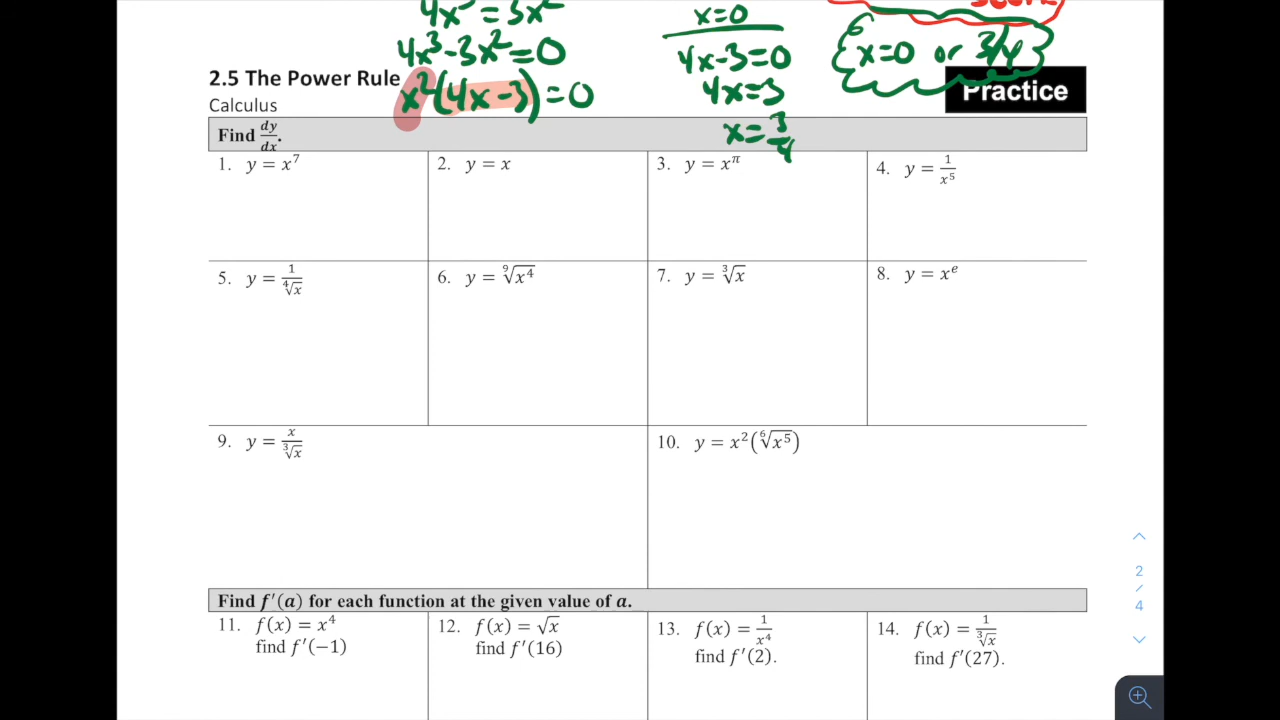 4x³ = 3x²
4x³-3x²=0
x²(4x-3)=0
x=0
4x-3=0
4x=3
x=3/4
x=0 or 3/4
2.5 The Power Rule
Calculus
Practice
Find dy/dx.
1. y = x⁷
2. y = x
3. y = x^π
4. y = 1/x⁵
5. y = 1/⁴√x
6. y = ⁹√x⁴
7. y = ³√x
8. y = x^e
9. y = x/³√x
10. y = x²(⁶√x⁵)
Find f′(a) for each function at the given value of a.
11. f(x) = x⁴
find f′(−1)
12. f(x) = √x
find f′(16)
13. f(x) = 1/x⁴
find f′(2).
14. f(x) = 1/³√x
find f′(27).
2
/
4